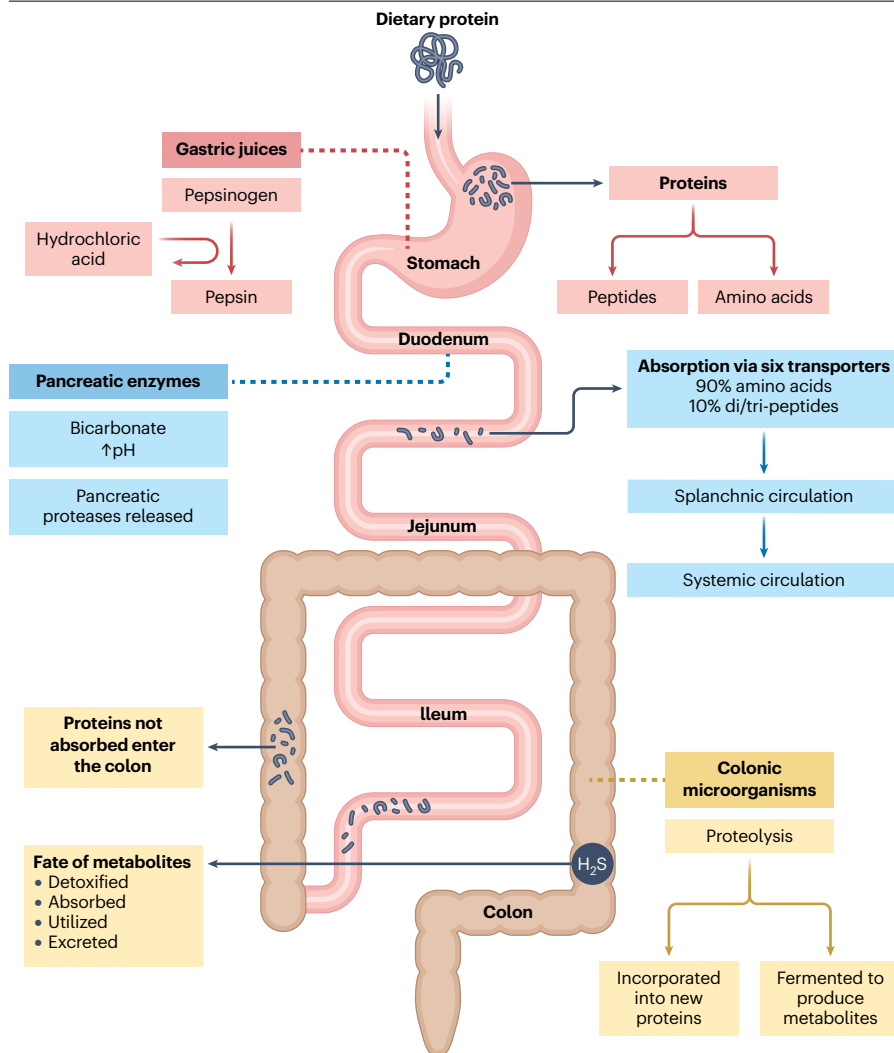 Dietary protein
Gastric juices
Pepsinogen
Hydrochloric
acid
Pepsin
Stomach
Proteins
Peptides
Amino acids
Duodenum
Pancreatic enzymes
Bicarbonate
↑pH
Pancreatic
proteases released
Absorption via six transporters
90% amino acids
10% di/tri-peptides
Splanchnic circulation
Systemic circulation
Jejunum
Ileum
Proteins not
absorbed enter
the colon
Colonic
microorganisms
Proteolysis
Fate of metabolites
• Detoxified
• Absorbed
• Utilized
• Excreted
H₂S
Colon
Incorporated
into new
proteins
Fermented to
produce
metabolites